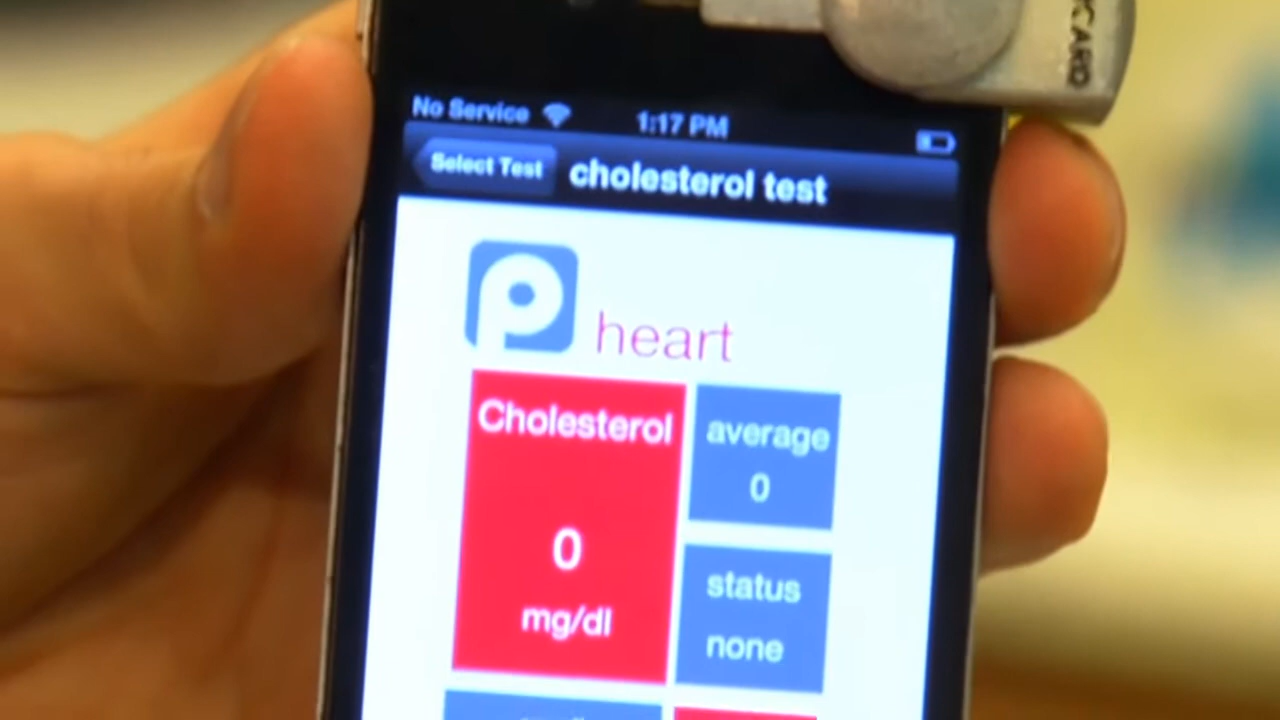 No Service 1:17 PM
Select Test cholesterol test
heart
Cholesterol
0
mg/dl
average
0
status
none